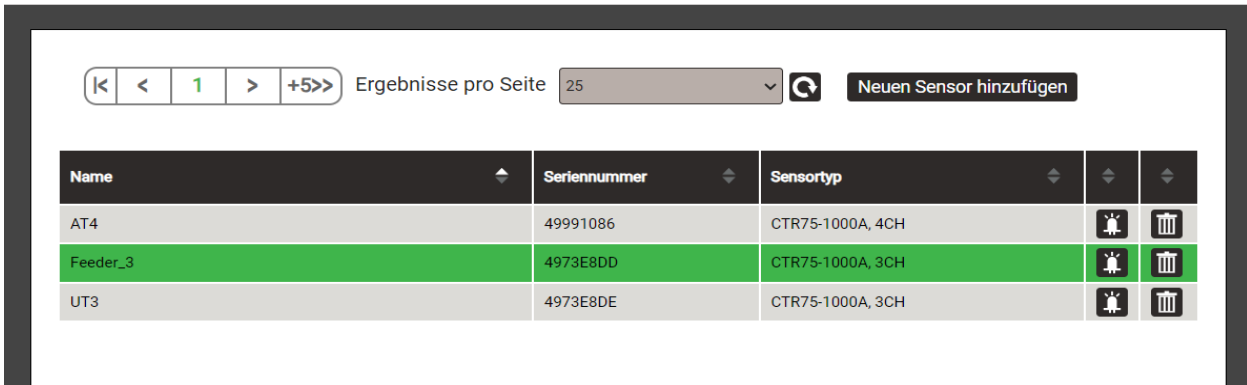 |< < 1 > +5>> Ergebnisse pro Seite 25 Neuen Sensor hinzufügen
Name Seriennummer Sensortyp
AT4 49991086 CTR75-1000A, 4CH
Feeder_3 4973E8DD CTR75-1000A, 3CH
UT3 4973E8DE CTR75-1000A, 3CH